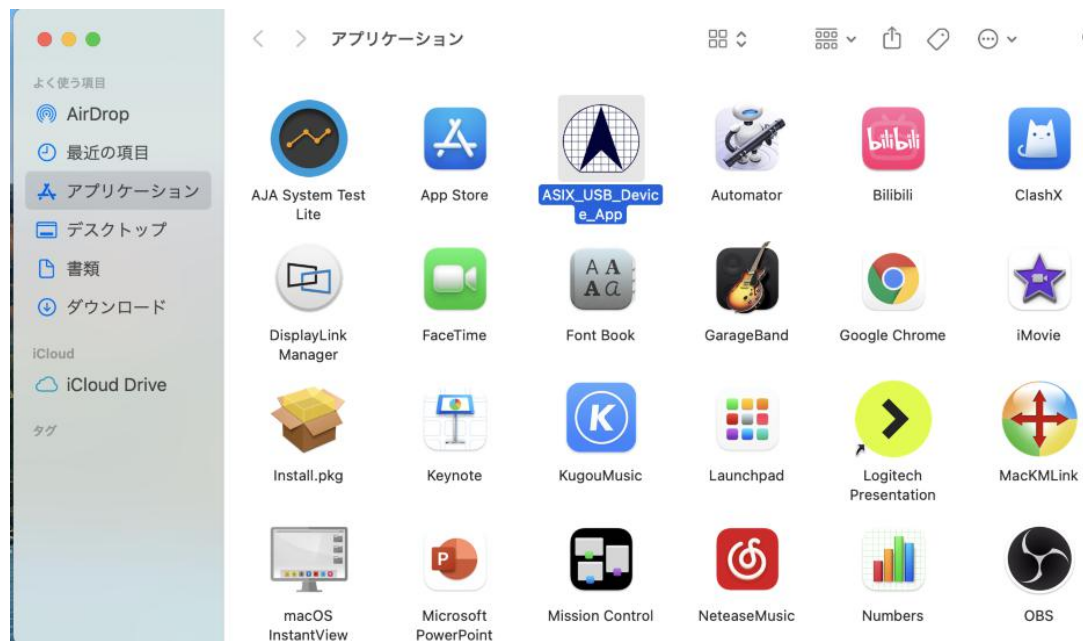 アプリケーション
よく使う項目
AirDrop
最近の項目
アプリケーション
デスクトップ
書類
ダウンロード
iCloud
iCloud Drive
タグ
AJA System Test
Lite
App Store
ASIX_USB_Devic
e_App
Automator
bilibili
Bilibili
ClashX
DisplayLink
Manager
FaceTime
A A
A a
Font Book
GarageBand
Google Chrome
iMovie
Install.pkg
Keynote
K
KugouMusic
Launchpad
Logitech
Presentation
MacKMLink
macOS
InstantView
P
Microsoft
PowerPoint
Mission Control
NeteaseMusic
Numbers
OBS